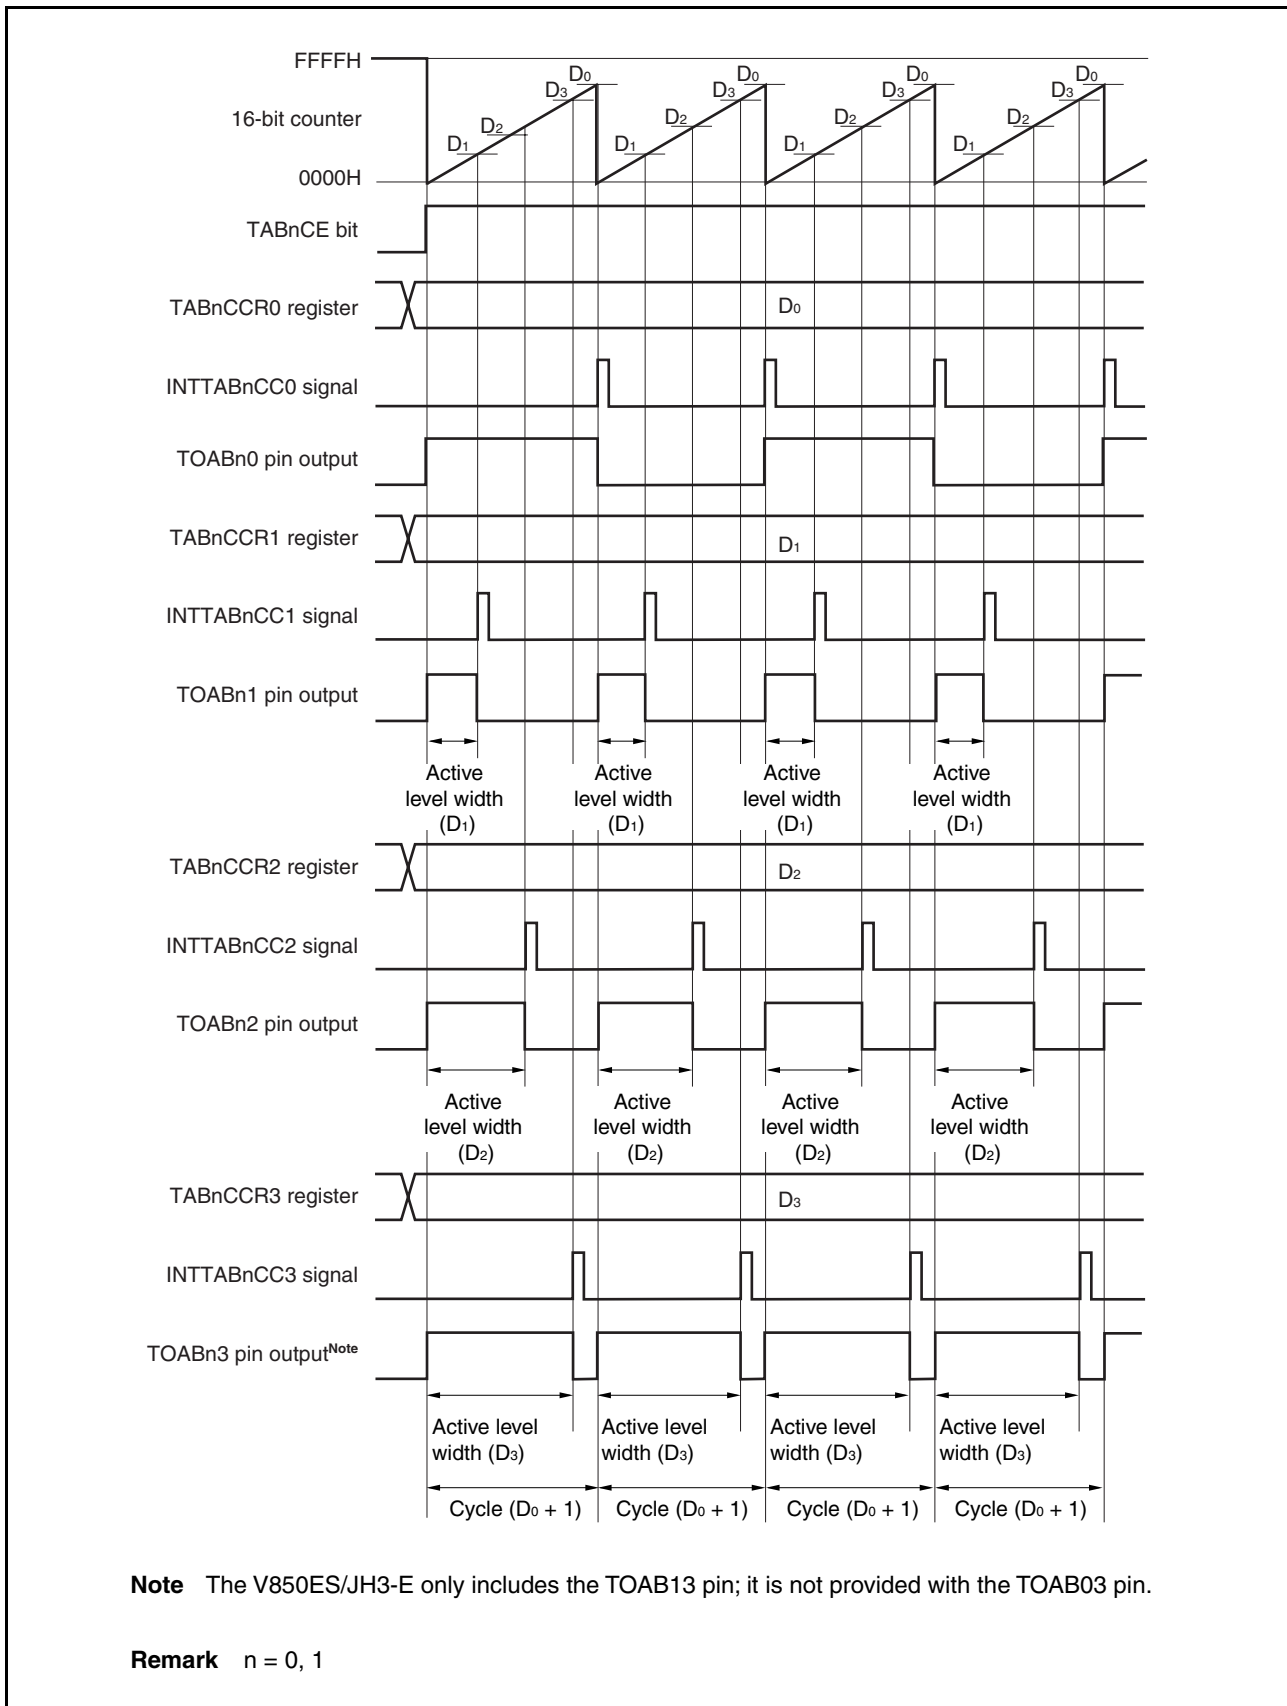 FFFFH
D0 D0 D0 D0
D3 D3 D3 D3
16-bit counter
D2 D2 D2 D2
D1 D1 D1 D1
0000H
TABnCE bit
TABnCCR0 register D0
INTTABnCC0 signal
TOABn0 pin output
TABnCCR1 register D1
INTTABnCC1 signal
TOABn1 pin output
Active Active Active Active
level width level width level width level width
(D1) (D1) (D1) (D1)
TABnCCR2 register D2
INTTABnCC2 signal
TOABn2 pin output
Active Active Active Active
level width level width level width level width
(D2) (D2) (D2) (D2)
TABnCCR3 register D3
INTTABnCC3 signal
TOABn3 pin outputNote
Active level Active level Active level Active level
width (D3) width (D3) width (D3) width (D3)
Cycle (D0 + 1) Cycle (D0 + 1) Cycle (D0 + 1) Cycle (D0 + 1)
Note The V850ES/JH3-E only includes the TOAB13 pin; it is not provided with the TOAB03 pin.
Remark n = 0, 1